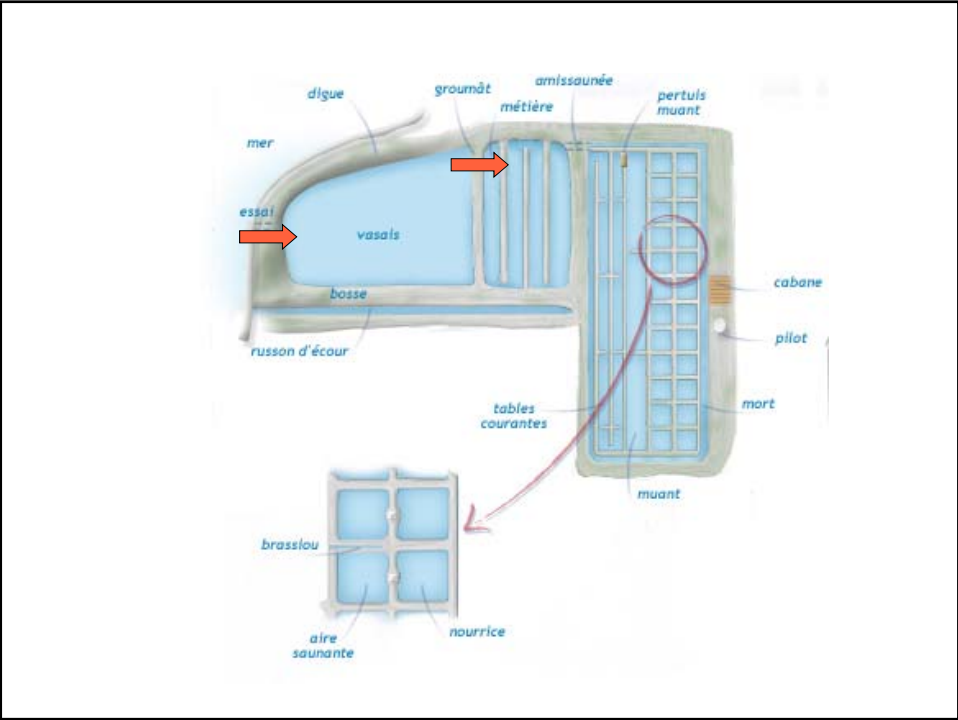 amissaunée
groumât
digue
pertuis
muant
métière
mer
essai
vasais
cabane
bosse
pilot
russon d'écour
mort
tables
courantes
muant
brassiou
nourrice
aire
saunante